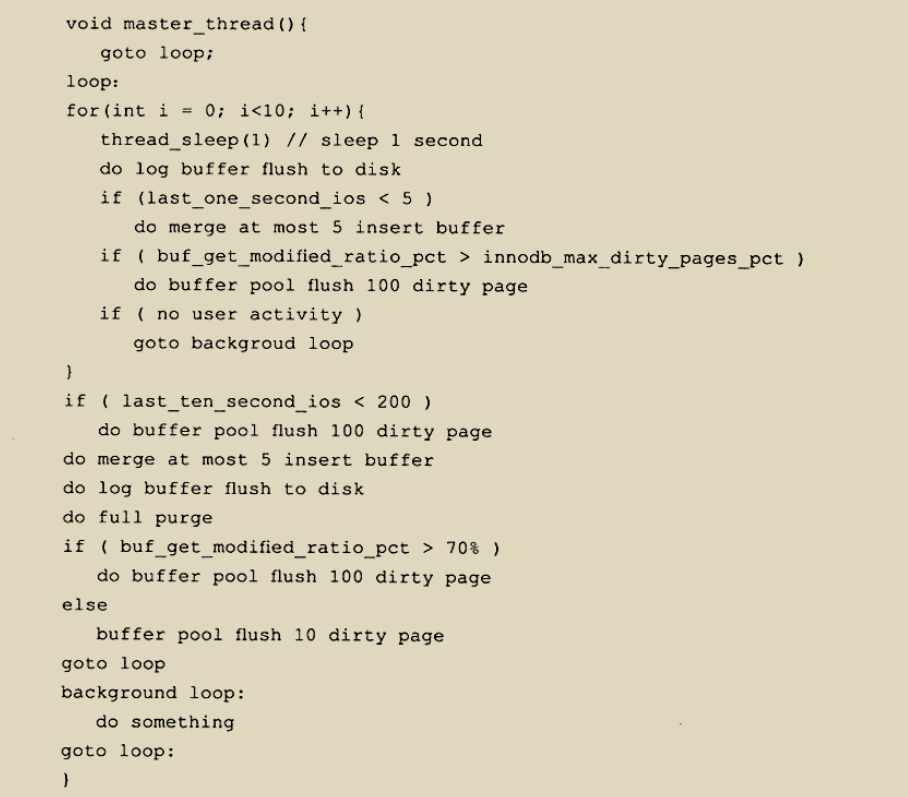 void master_thread(){
goto loop;
loop:
for(int i = 0; i<10; i++){
thread_sleep(1) // sleep 1 second
do log buffer flush to disk
if (last_one_second_ios < 5 )
do merge at most 5 insert buffer
if ( buf_get_modified_ratio_pct > innodb_max_dirty_pages_pct )
do buffer pool flush 100 dirty page
if ( no user activity )
goto backgroud loop
}
if ( last_ten_second_ios < 200 )
do buffer pool flush 100 dirty page
do merge at most 5 insert buffer
do log buffer flush to disk
do full purge
if ( buf_get_modified_ratio_pct > 70% )
do buffer pool flush 100 dirty page
else
buffer pool flush 10 dirty page
goto loop
background loop:
do something
goto loop:
}